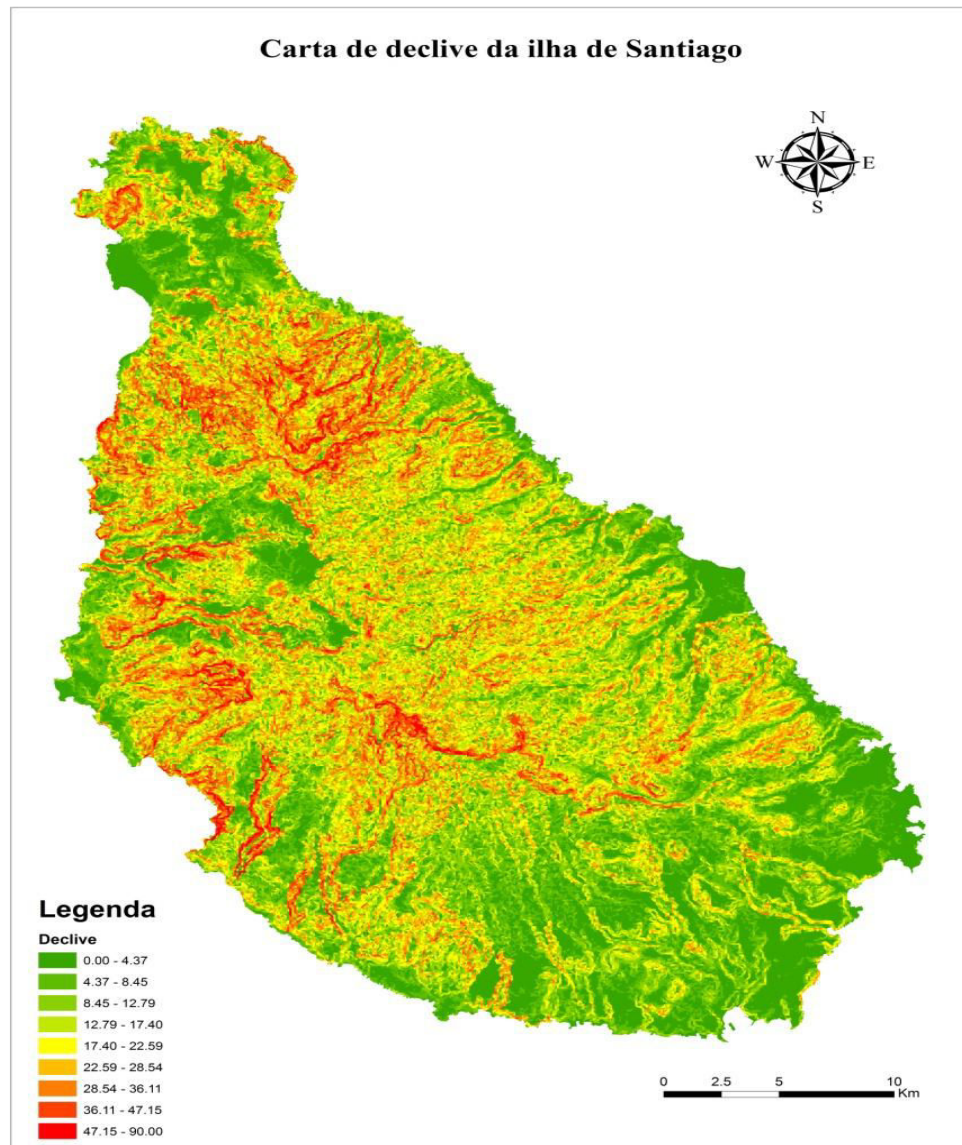 Carta de declive da ilha de Santiago
N
W E
S
Legenda
Declive
0.00 - 4.37
4.37 - 8.45
8.45 - 12.79
12.79 - 17.40
17.40 - 22.59
22.59 - 28.54
28.54 - 36.11
36.11 - 47.15
47.15 - 90.00
0 2.5 5 10
Km